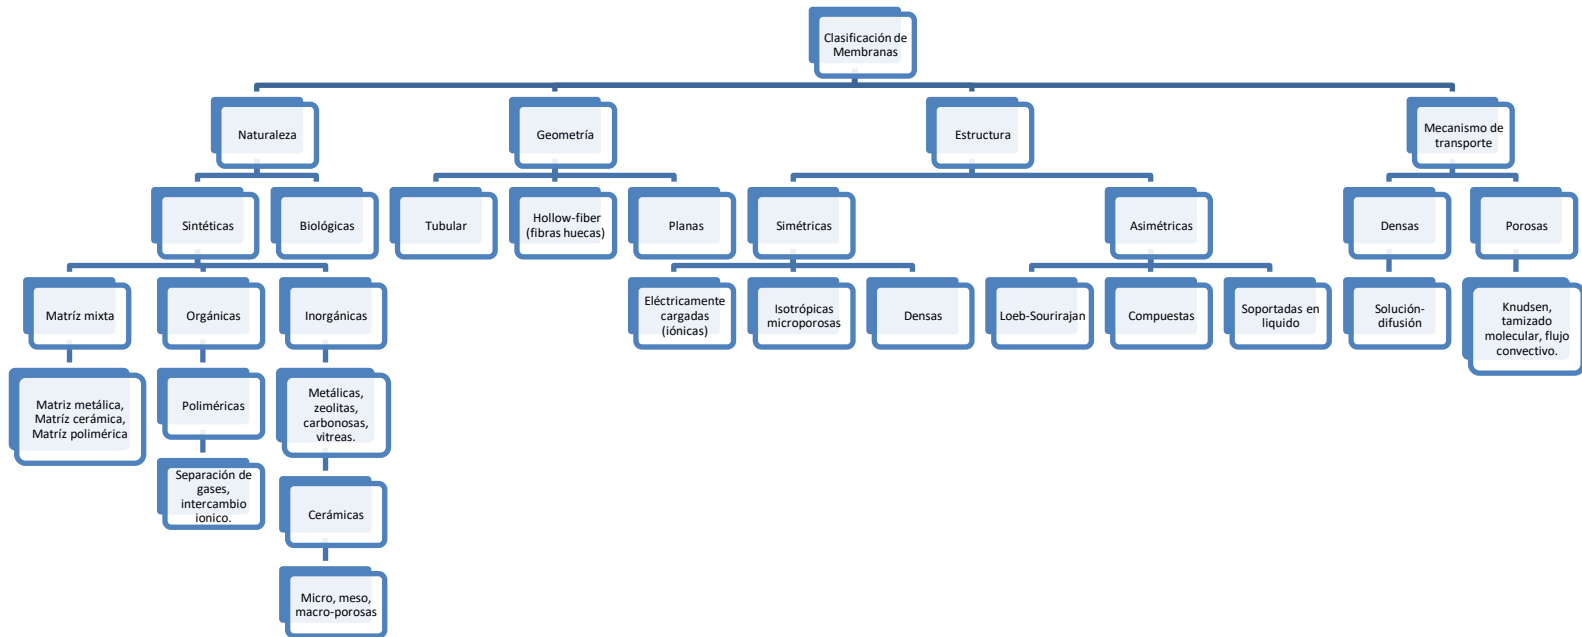 Clasificación de
Membranas
Naturaleza
Geometría
Estructura
Mecanismo de
transporte
Sintéticas
Biológicas
Tubular
Hollow-fiber
(fibras huecas)
Planas
Simétricas
Asimétricas
Densas
Porosas
Matríz mixta
Orgánicas
Inorgánicas
Eléctricamente
cargadas
(iónicas)
Isotrópicas
microporosas
Densas
Loeb-Sourirajan
Compuestas
Soportadas en
liquido
Solución-
difusión
Knudsen,
tamizado
molecular, flujo
convectivo.
Matriz metálica,
Matríz cerámica,
Matríz polimérica
Poliméricas
Metálicas,
zeolitas,
carbonosas,
vitreas.
Separación de
gases,
intercambio
ionico.
Cerámicas
Micro, meso,
macro-porosas